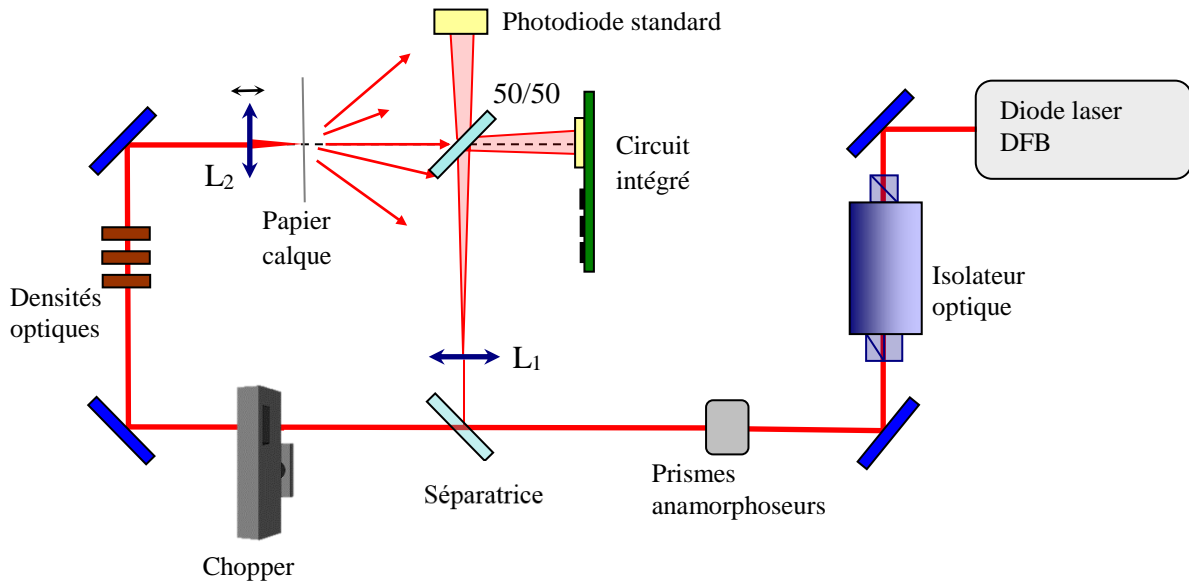 Photodiode standard
50/50
Diode laser
DFB
Circuit
intégré
L2
Papier
calque
Isolateur
optique
Densités
optiques
L1
Prismes
anamorphoseurs
Séparatrice
Chopper